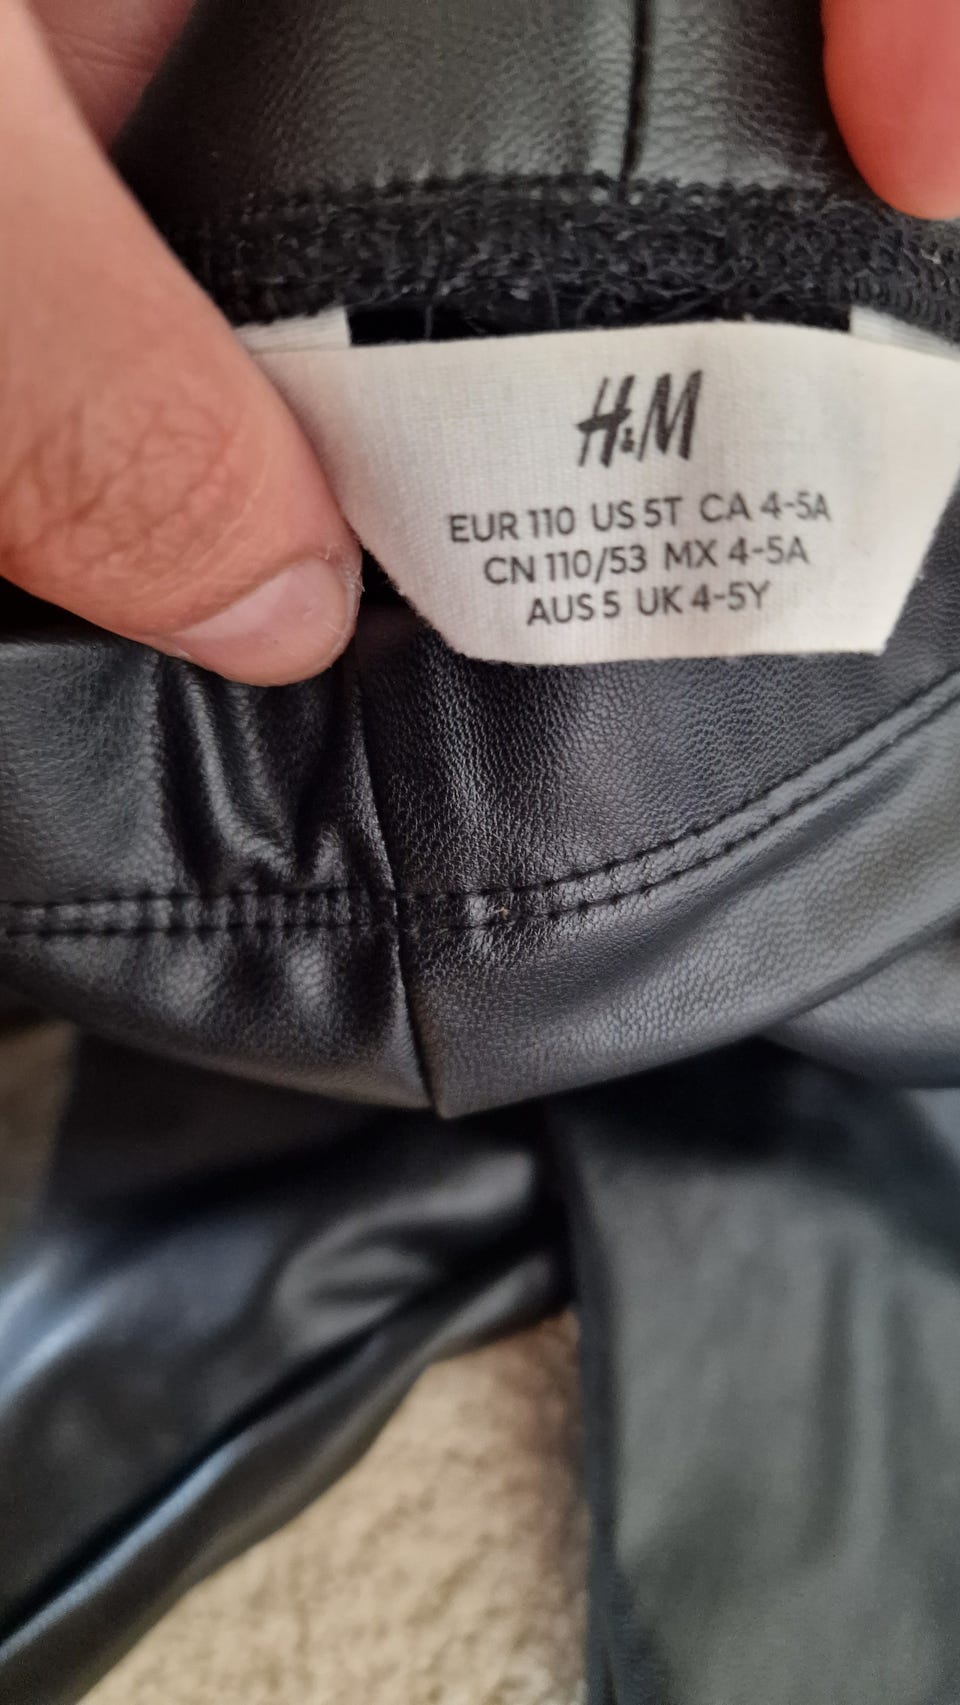 H&M
EUR 110 US 5T CA 4-5A
CN 110/53 MX 4-5A
AUS 5 UK 4-5Y